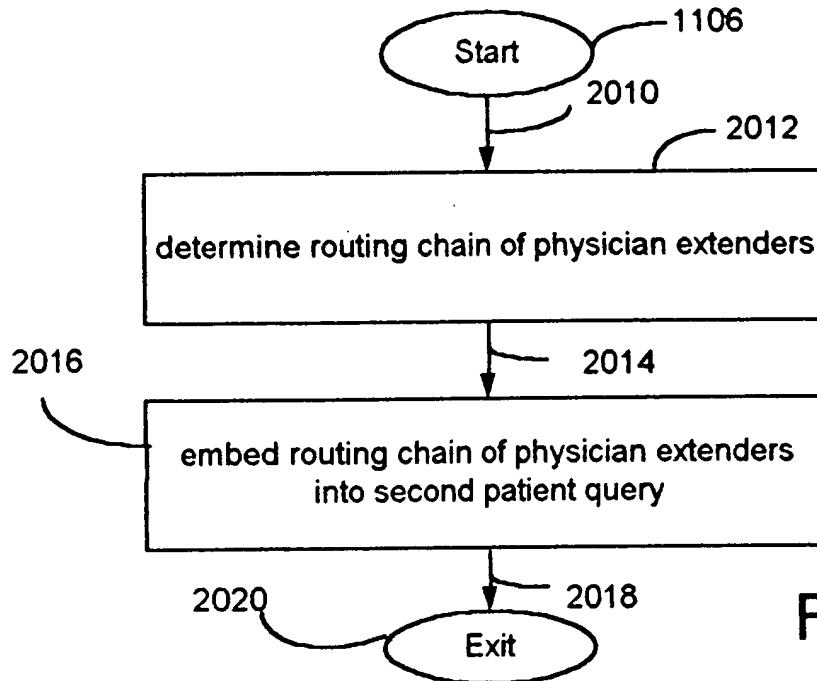 Start
1106
2010
2012
determine routing chain of physician extenders
2014
2016
embed routing chain of physician extenders
into second patient query
2018
2020
Exit
F